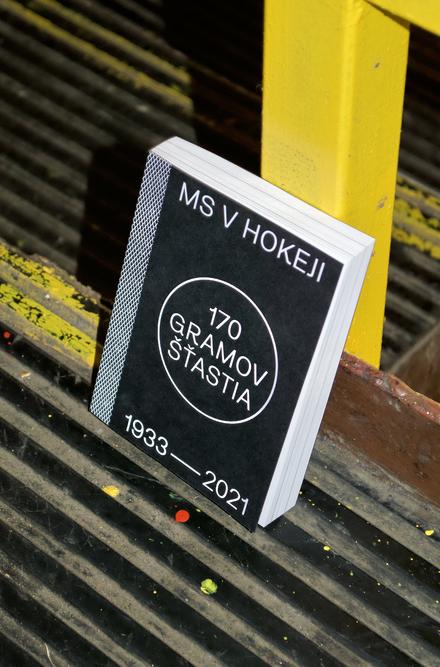 MS V HOKEJI
170
GRAMOV
ŠŤASTIA
1933 — 2021